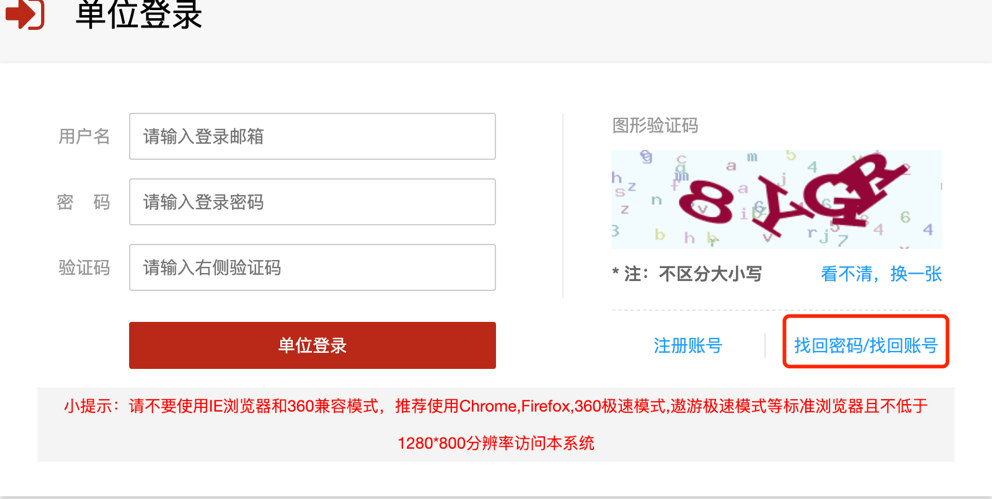 单位登录
用户名 请输入登录邮箱
密 码 请输入登录密码
验证码 请输入右侧验证码
单位登录
图形验证码
* 注：不区分大小写 看不清，换一张
注册账号 找回密码/找回账号
小提示：请不要使用IE浏览器和360兼容模式，推荐使用Chrome,Firefox,360极速模式,遨游极速模式等标准浏览器且不低于
1280*800分辨率访问本系统